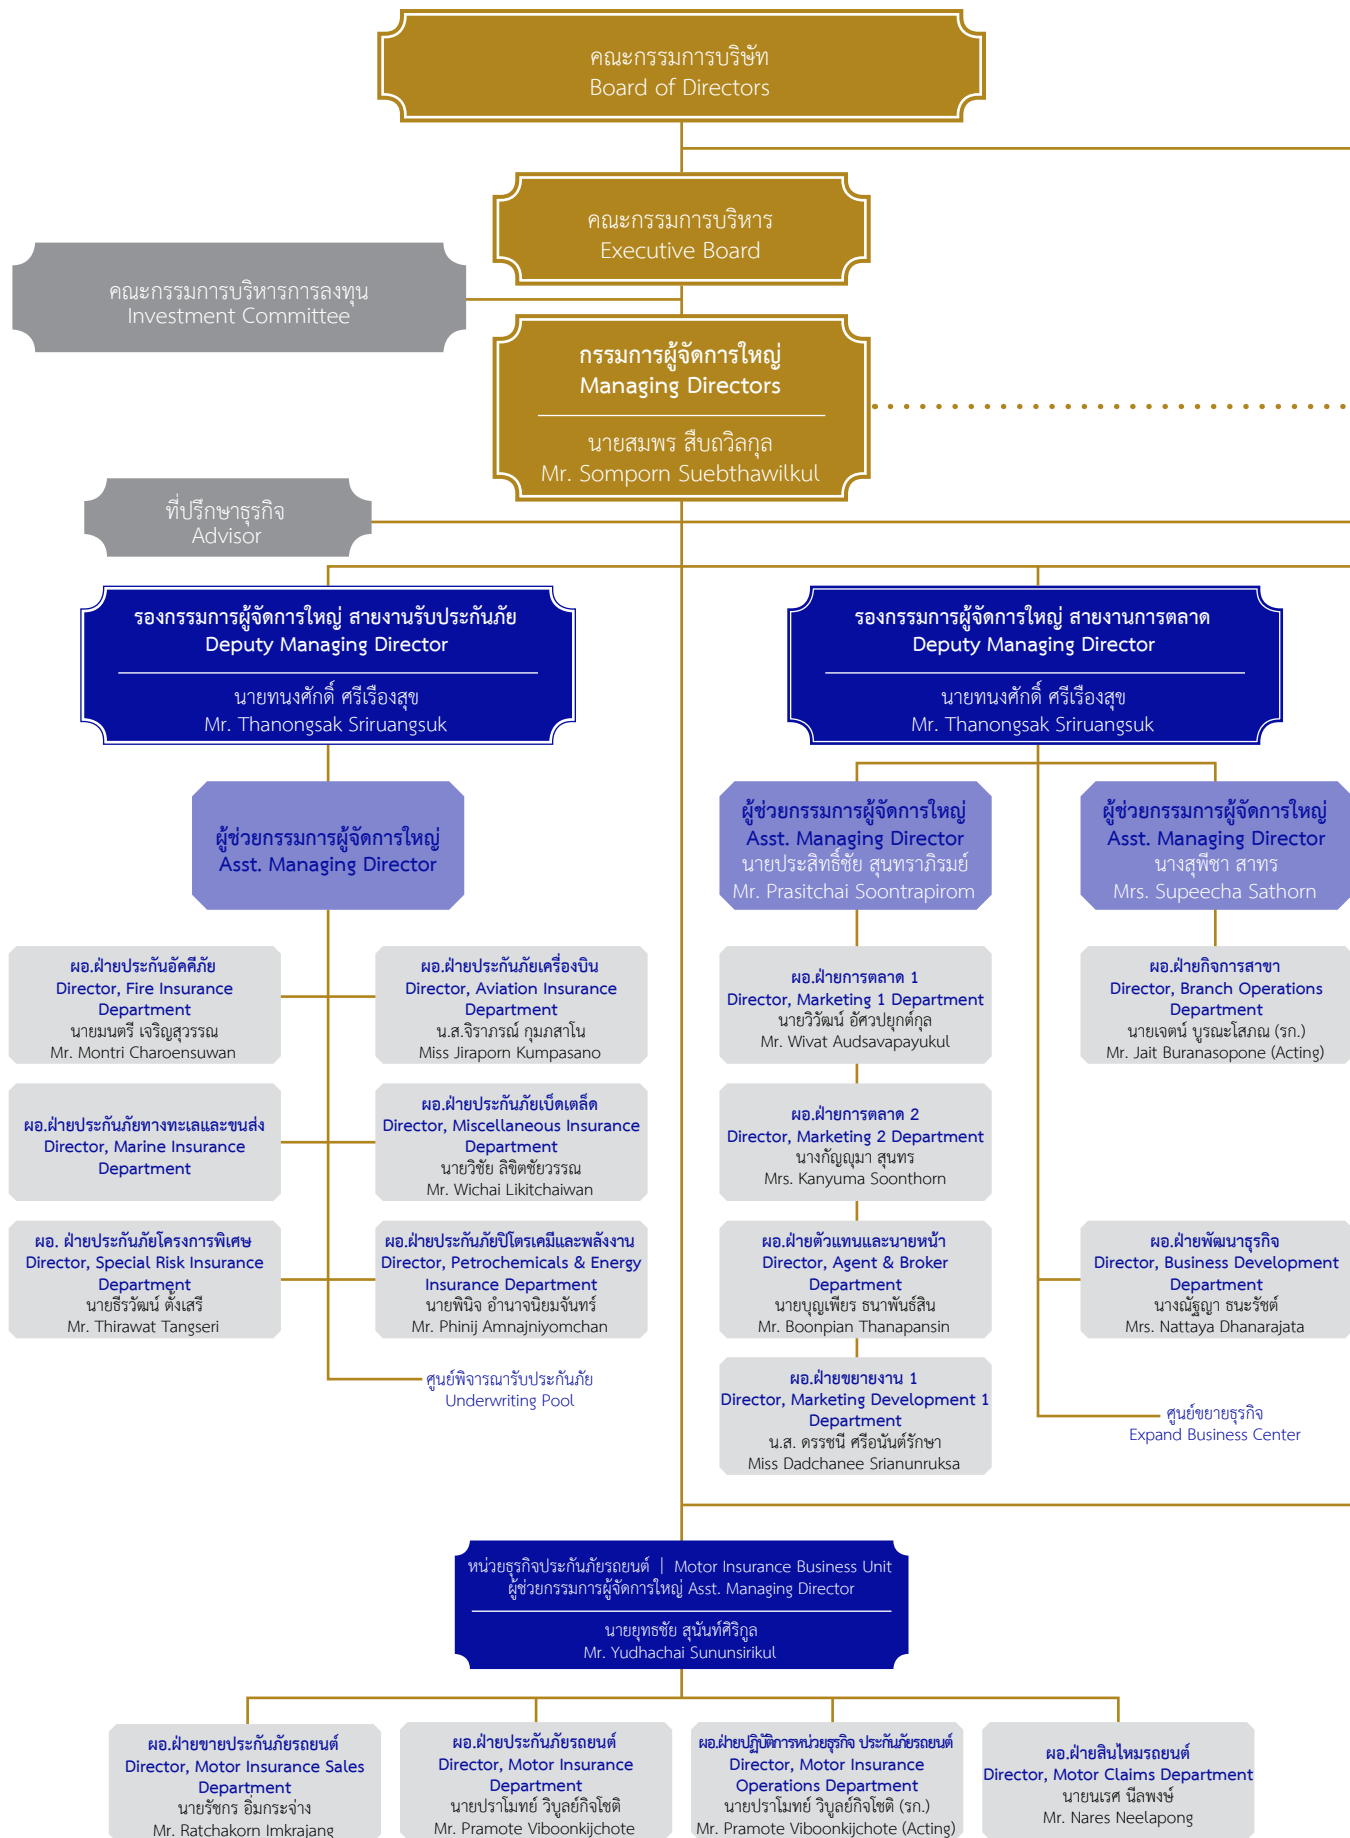 คณะกรรมการบริษัท
Board of Directors
คณะกรรมการบริหาร
Executive Board
คณะกรรมการบริหารการลงทุน
Investment Committee
กรรมการผู้จัดการใหญ่
Managing Directors
นายสมพร สืบถวิลกุล
Mr. Somporn Suebthawilkul
ที่ปรึกษาธุรกิจ
Advisor
รองกรรมการผู้จัดการใหญ่ สายงานรับประกันภัย
Deputy Managing Director
นายทนงศักดิ์ ศรีเรืองสุข
Mr. Thanongsak Sriruangsuk
รองกรรมการผู้จัดการใหญ่ สายงานการตลาด
Deputy Managing Director
นายทนงศักดิ์ ศรีเรืองสุข
Mr. Thanongsak Sriruangsuk
ผู้ช่วยกรรมการผู้จัดการใหญ่
Asst. Managing Director
ผู้ช่วยกรรมการผู้จัดการใหญ่
Asst. Managing Director
นายประสิทธิ์ชัย สุนทราภิรมย์
Mr. Prasitchai Soontrapirom
ผู้ช่วยกรรมการผู้จัดการใหญ่
Asst. Managing Director
นางสุพีชา สาทร
Mrs. Supeecha Sathorn
ผอ.ฝ่ายประกันอัคคีภัย
Director, Fire Insurance
Department
นายมนตรี เจริญสุวรรณ
Mr. Montri Charoensuwan
ผอ.ฝ่ายประกันภัยเครื่องบิน
Director, Aviation Insurance
Department
น.ส.จิราภรณ์ กุมภสาโน
Miss Jiraporn Kumpasano
ผอ.ฝ่ายการตลาด 1
Director, Marketing 1 Department
นายวิวัฒน์ อัศวปยุกต์กุล
Mr. Wivat Audsavapayukul
ผอ.ฝ่ายกิจการสาขา
Director, Branch Operations
Department
นายเจตน์ บูรณะโสภณ (รก.)
Mr. Jait Buranasopone (Acting)
ผอ.ฝ่ายประกันภัยทางทะเลและขนส่ง
Director, Marine Insurance
Department
ผอ.ฝ่ายประกันภัยเบ็ดเตล็ด
Director, Miscellaneous Insurance
Department
นายวิชัย ลิขิตชัยวรรณ
Mr. Wichai Likitchaiwan
ผอ.ฝ่ายการตลาด 2
Director, Marketing 2 Department
นางกัญญุมา สุนทร
Mrs. Kanyuma Soonthorn
ผอ. ฝ่ายประกันภัยโครงการพิเศษ
Director, Special Risk Insurance
Department
นายธีรวัฒน์ ตั้งเสรี
Mr. Thirawat Tangseri
ผอ.ฝ่ายประกันภัยปิโตรเคมีและพลังงาน
Director, Petrochemicals & Energy
Insurance Department
นายพินิจ อำนาจนิยมจันทร์
Mr. Phinij Amnajniyomchan
ผอ.ฝ่ายตัวแทนและนายหน้า
Director, Agent & Broker
Department
นายบุญเพียร ธนาพันธ์สิน
Mr. Boonpian Thanapansin
ผอ.ฝ่ายพัฒนาธุรกิจ
Director, Business Development
Department
นางณัฐญา ธนะรัชต์
Mrs. Nattaya Dhanarajata
ศูนย์พิจารณารับประกันภัย
Underwriting Pool
ผอ.ฝ่ายขยายงาน 1
Director, Marketing Development 1
Department
น.ส. ดรรชนี ศรีอนันต์รักษา
Miss Dadchanee Srianunruksa
ศูนย์ขยายธุรกิจ
Expand Business Center
หน่วยธุรกิจประกันภัยรถยนต์ | Motor Insurance Business Unit
ผู้ช่วยกรรมการผู้จัดการใหญ่ Asst. Managing Director
นายยุทธชัย สุนันท์ศิริกูล
Mr. Yudhachai Sununsirikul
ผอ.ฝ่ายขายประกันภัยรถยนต์
Director, Motor Insurance Sales
Department
นายรัชกร อิ่มกระจ่าง
Mr. Ratchakorn Imkrajang
ผอ.ฝ่ายประกันภัยรถยนต์
Director, Motor Insurance
Department
นายปราโมทย์ วิบูลย์กิจโชติ
Mr. Pramote Viboonkijchote
ผอ.ฝ่ายปฏิบัติการหน่วยธุรกิจ ประกันภัยรถยนต์
Director, Motor Insurance
Operations Department
นายปราโมทย์ วิบูลย์กิจโชติ (รก.)
Mr. Pramote Viboonkijchote (Acting)
ผอ.ฝ่ายสินไหมรถยนต์
Director, Motor Claims Department
นายนเรศ นีลพงษ์
Mr. Nares Neelapong